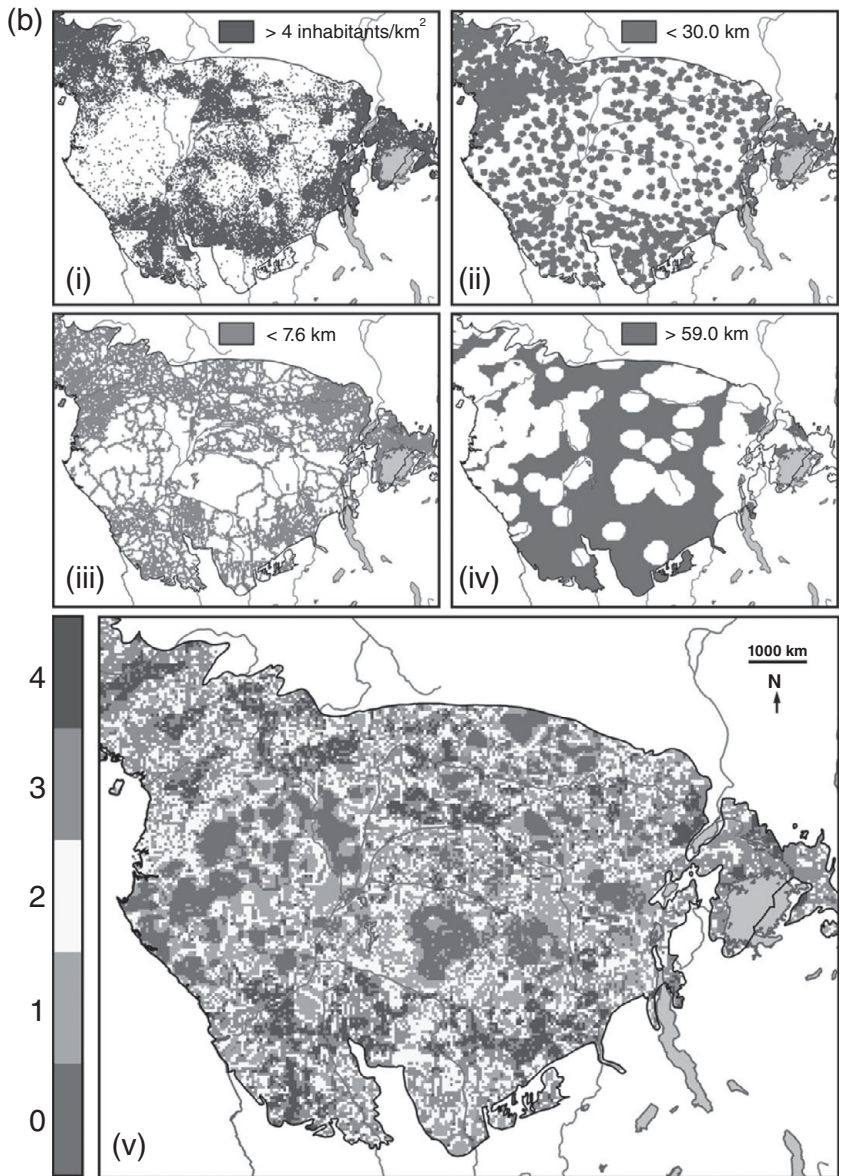 (b)
> 4 inhabitants/km²
(i)
< 30.0 km
(ii)
< 7.6 km
(iii)
> 59.0 km
(iv)
4
3
2
1
0
1000 km
N
(v)